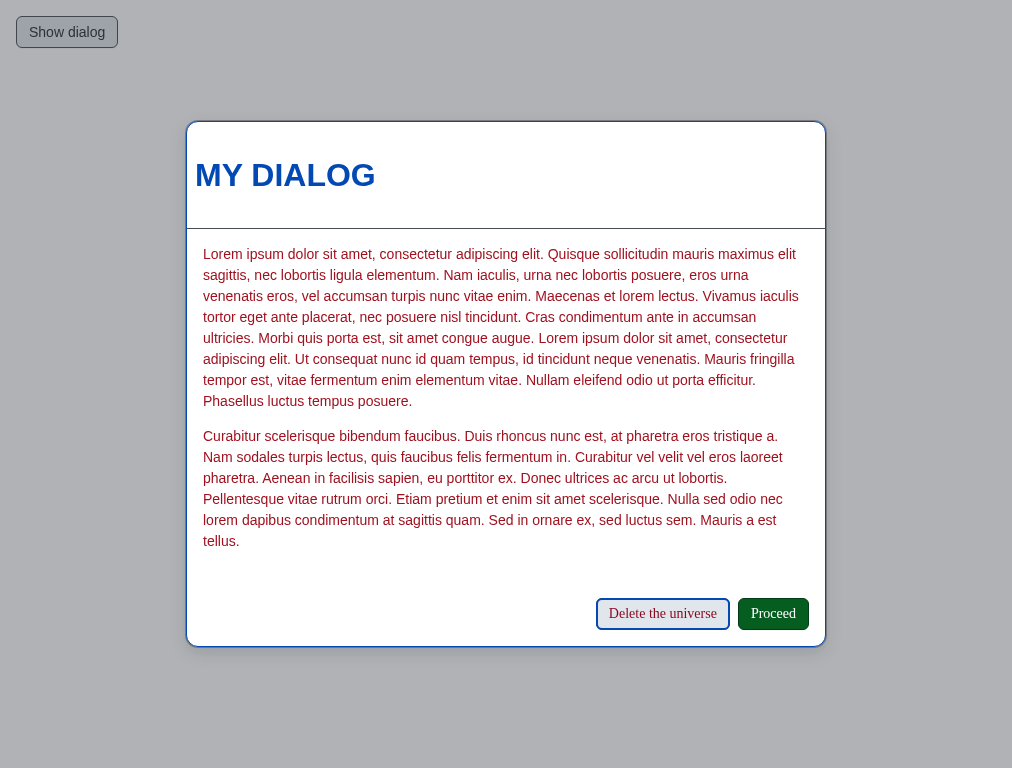 Show dialog
MY DIALOG
Lorem ipsum dolor sit amet, consectetur adipiscing elit. Quisque sollicitudin mauris maximus elit
sagittis, nec lobortis ligula elementum. Nam iaculis, urna nec lobortis posuere, eros urna
venenatis eros, vel accumsan turpis nunc vitae enim. Maecenas et lorem lectus. Vivamus iaculis
tortor eget ante placerat, nec posuere nisl tincidunt. Cras condimentum ante in accumsan
ultricies. Morbi quis porta est, sit amet congue augue. Lorem ipsum dolor sit amet, consectetur
adipiscing elit. Ut consequat nunc id quam tempus, id tincidunt neque venenatis. Mauris fringilla
tempor est, vitae fermentum enim elementum vitae. Nullam eleifend odio ut porta efficitur.
Phasellus luctus tempus posuere.
Curabitur scelerisque bibendum faucibus. Duis rhoncus nunc est, at pharetra eros tristique a.
Nam sodales turpis lectus, quis faucibus felis fermentum in. Curabitur vel velit vel eros laoreet
pharetra. Aenean in facilisis sapien, eu porttitor ex. Donec ultrices ac arcu ut lobortis.
Pellentesque vitae rutrum orci. Etiam pretium et enim sit amet scelerisque. Nulla sed odio nec
lorem dapibus condimentum at sagittis quam. Sed in ornare ex, sed luctus sem. Mauris a est
tellus.
Delete the universe
Proceed